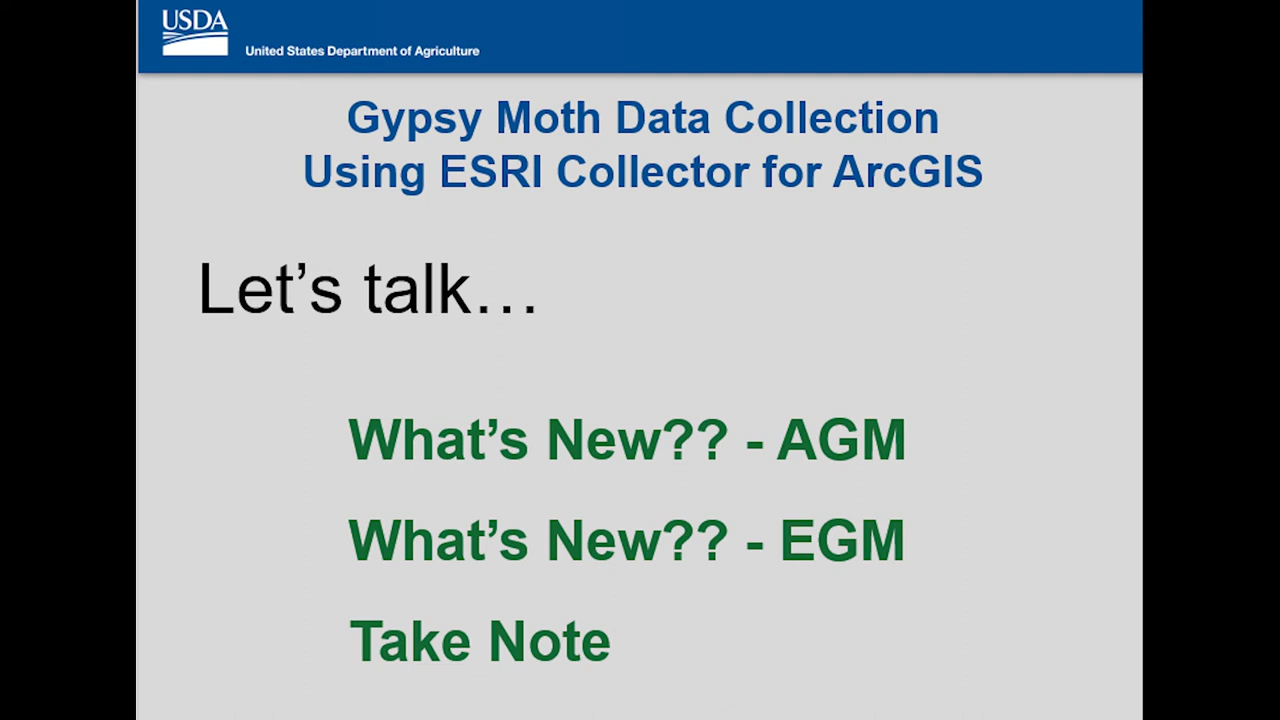 USDA
United States Department of Agriculture
Gypsy Moth Data Collection
Using ESRI Collector for ArcGIS
Let’s talk…
What’s New?? - AGM
What’s New?? - EGM
Take Note